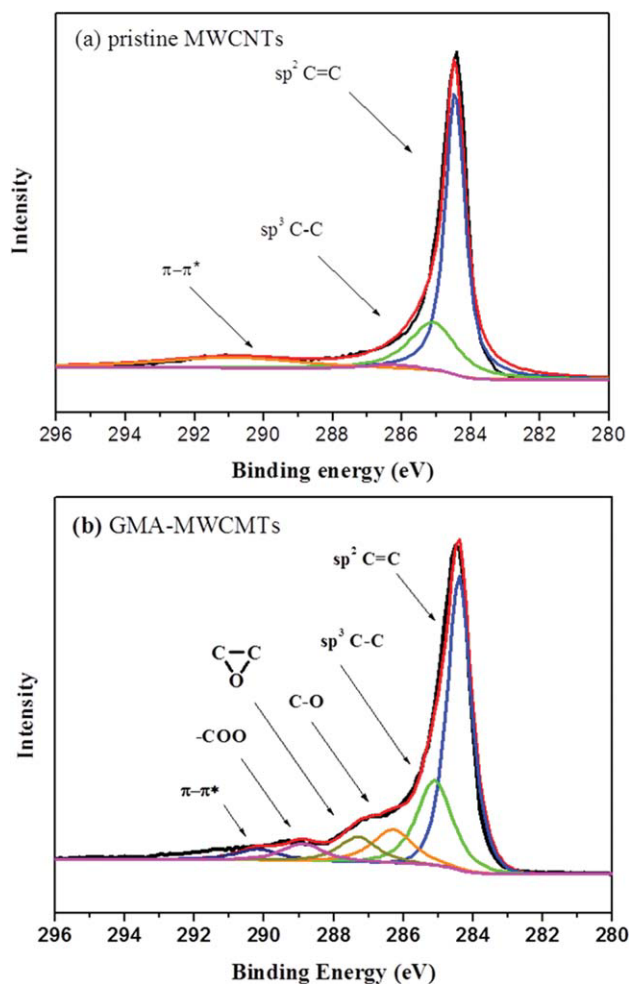 (a) pristine MWCNTs
sp² C=C
sp³ C-C
π–π*
Intensity
296 294 292 290 288 286 284 282 280
Binding energy (eV)
(b) GMA-MWCMTs
sp² C=C
sp³ C-C
C-O
C–C
O
-COO
π–π*
Intensity
296 294 292 290 288 286 284 282 280
Binding Energy (eV)